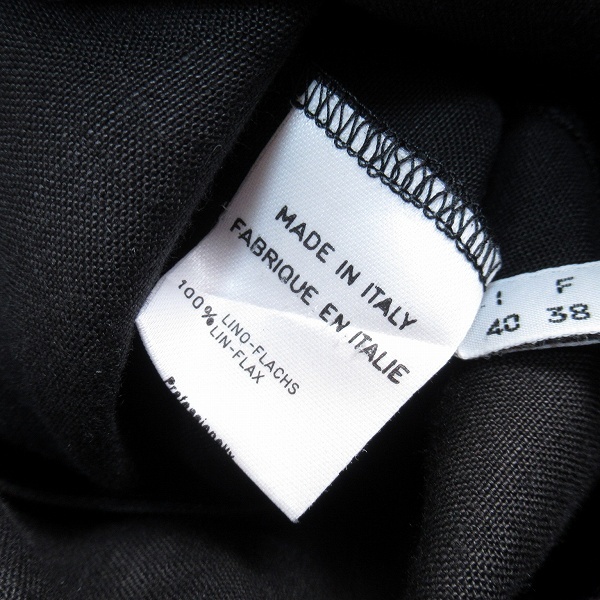 MADE IN ITALY
FABRIQUE EN ITALIE
100% LINO-FLACHS
LIN-FLAX
I F
40 38